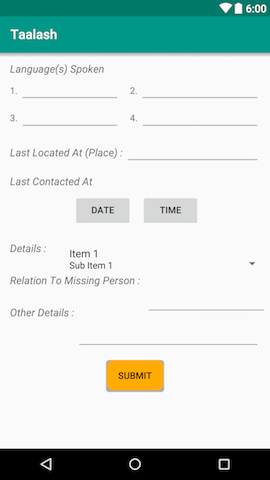 6:00
Taalash
Language(s) Spoken
1. 2.
3. 4.
Last Located At (Place) :
Last Contacted At
DATE TIME
Details :
Item 1
Sub Item 1
Relation To Missing Person :
Other Details :
SUBMIT